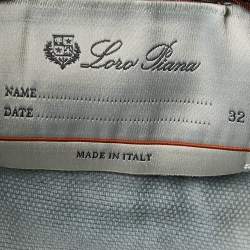 Loro Piana
NAME
DATE 32
MADE IN ITALY